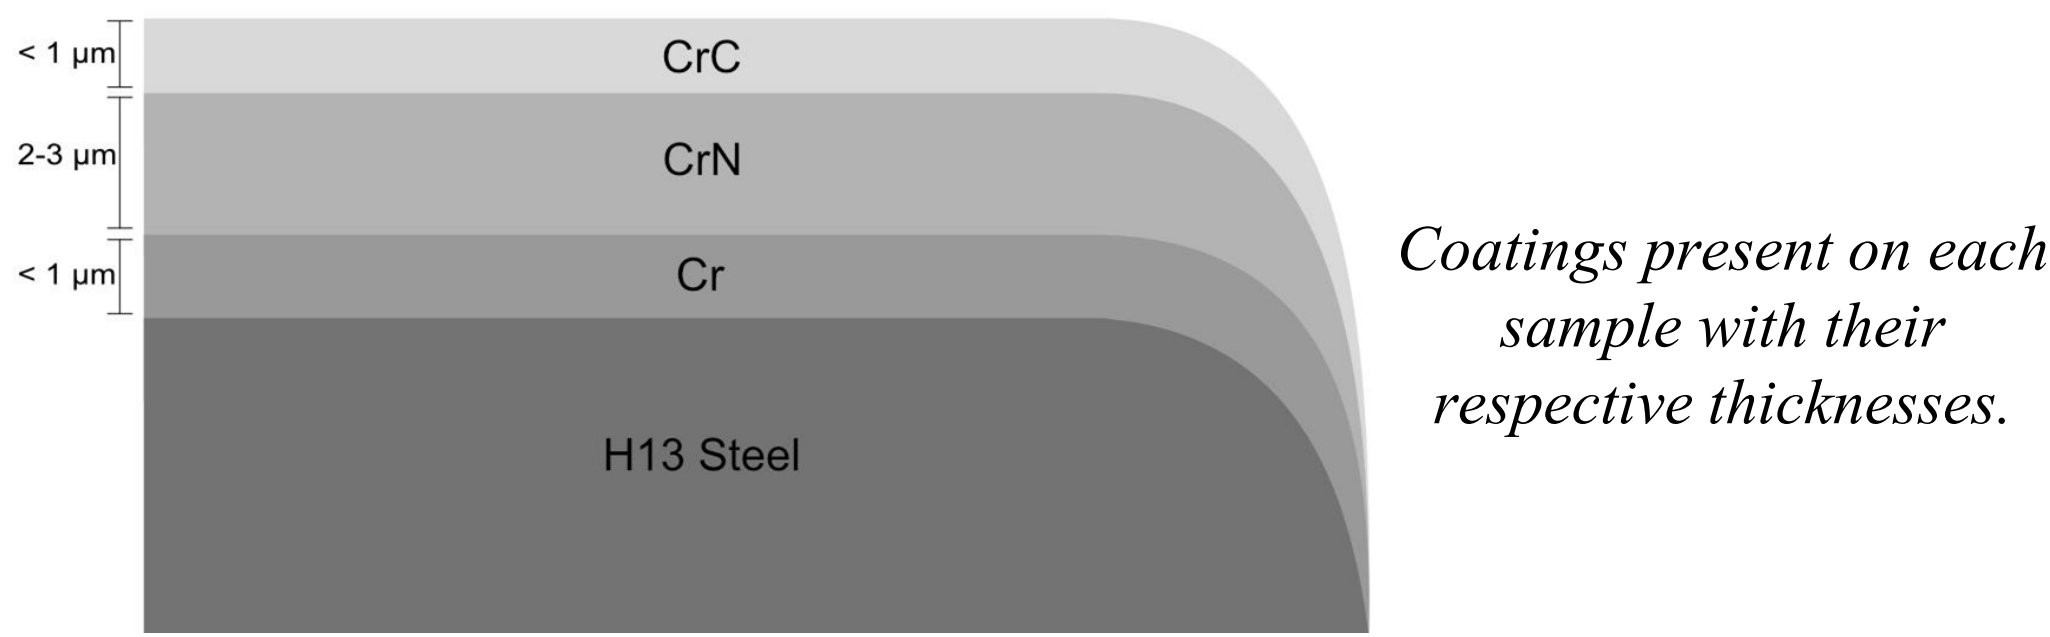 < 1 µm
CrC
2-3 µm
CrN
< 1 µm
Cr
H13 Steel
Coatings present on each
sample with their
respective thicknesses.